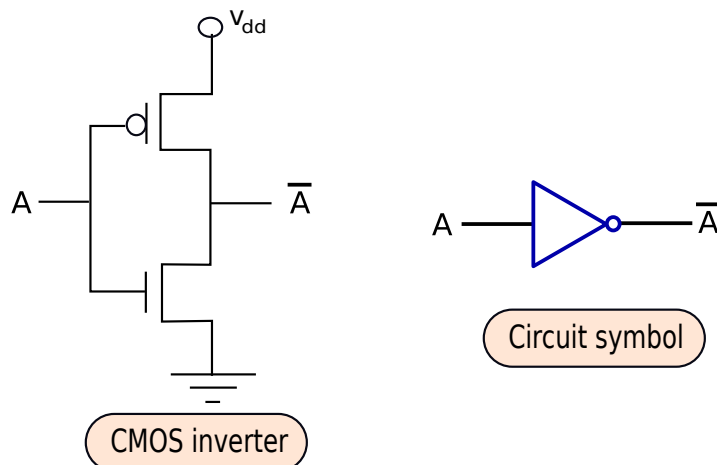 Vdd
A
A̅
CMOS inverter
A
A̅
Circuit symbol